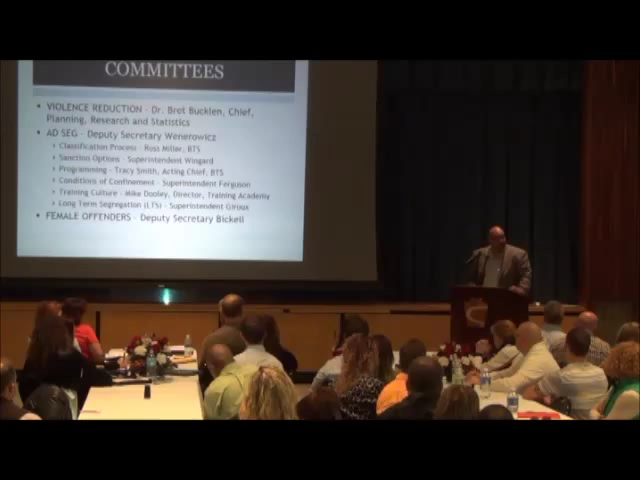 COMMITTEES
• VIOLENCE REDUCTION – Dr. Bret Bucklen, Chief,
Planning, Research and Statistics
• AD SEG – Deputy Secretary Wenerowicz
› Classification Process – Ross Miller, BTS
› Sanction Options – Superintendent Wingard
› Programming – Tracy Smith, Acting Chief, BTS
› Conditions of Confinement – Superintendent Ferguson
› Training Culture – Mike Dooley, Director, Training Academy
› Long Term Segregation (LTS) – Superintendent Giroux
• FEMALE OFFENDERS – Deputy Secretary Bickell